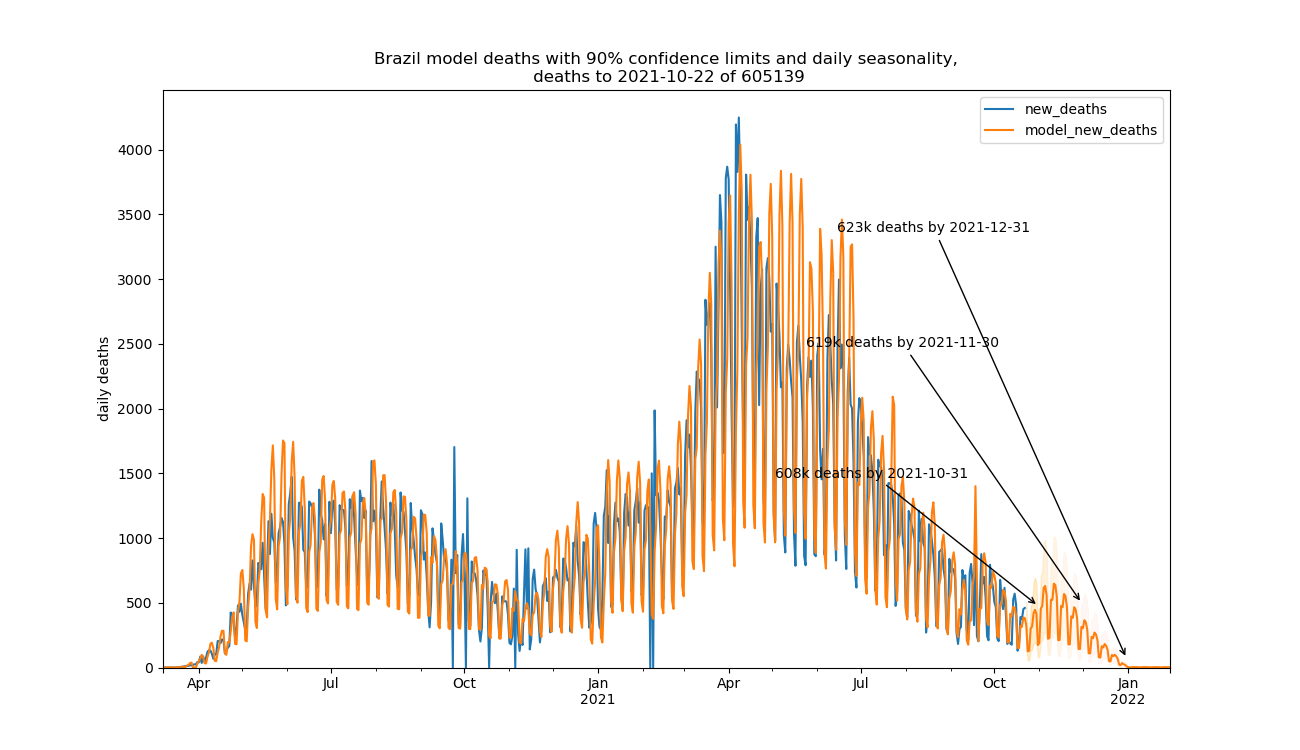 Brazil model deaths with 90% confidence limits and daily seasonality,
deaths to 2021-10-22 of 605139
new_deaths
model_new_deaths
4000
3500
3000
2500
2000
1500
1000
500
0
daily deaths
623k deaths by 2021-12-31
619k deaths by 2021-11-30
608k deaths by 2021-10-31
Apr
Jul
Oct
Jan
2021
Apr
Jul
Oct
Jan
2022